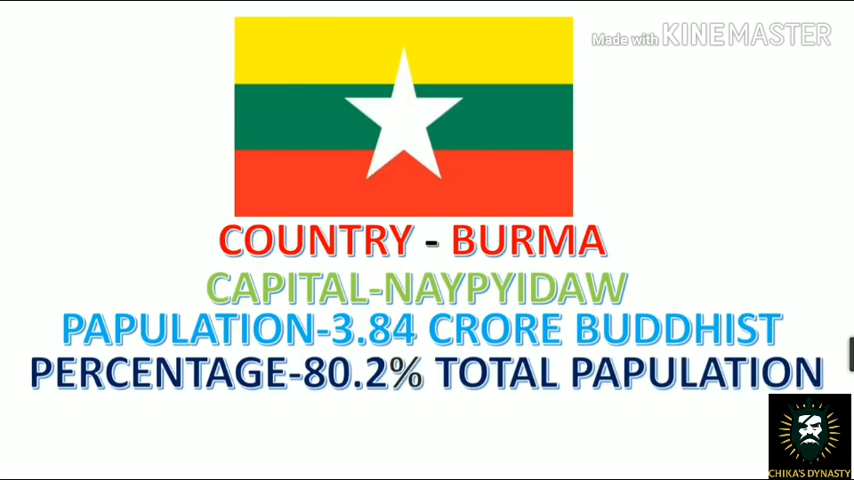 Made with KINEMASTER
COUNTRY - BURMA
CAPITAL-NAYPYIDAW
PAPULATION-3.84 CRORE BUDDHIST
PERCENTAGE-80.2% TOTAL PAPULATION
CHIKA'S DYNASTY